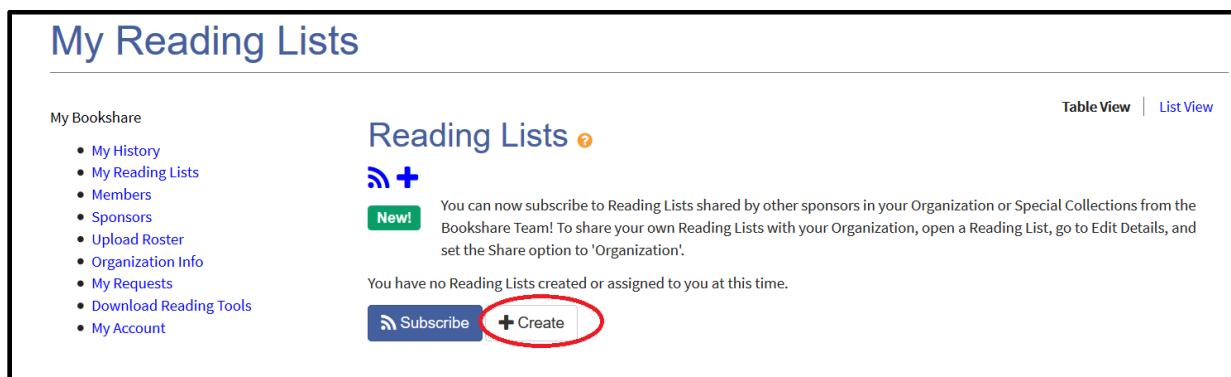 My Reading Lists
Table View | List View
My Bookshare
My History
My Reading Lists
Members
Sponsors
Upload Roster
Organization Info
My Requests
Download Reading Tools
My Account
Reading Lists ?
New!
You can now subscribe to Reading Lists shared by other sponsors in your Organization or Special Collections from the
Bookshare Team! To share your own Reading Lists with your Organization, open a Reading List, go to Edit Details, and
set the Share option to 'Organization'.
You have no Reading Lists created or assigned to you at this time.
Subscribe + Create